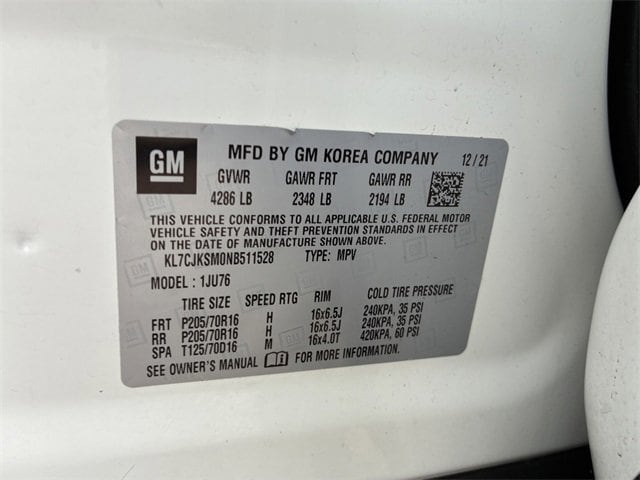 GM MFD BY GM KOREA COMPANY 12/21
GVWR GAWR FRT GAWR RR
4286 LB 2348 LB 2194 LB
THIS VEHICLE CONFORMS TO ALL APPLICABLE U.S. FEDERAL MOTOR
VEHICLE SAFETY AND THEFT PREVENTION STANDARDS IN EFFECT
ON THE DATE OF MANUFACTURE SHOWN ABOVE.
KL7CJKSM0NB511528 TYPE: MPV
MODEL : 1JU76
TIRE SIZE SPEED RTG RIM COLD TIRE PRESSURE
FRT P205/70R16 H 16x6.5J 240KPA, 35 PSI
RR P205/70R16 H 16x6.5J 240KPA, 35 PSI
SPA T125/70D16 M 16x4.0T 420KPA, 60 PSI
SEE OWNER'S MANUAL FOR MORE INFORMATION.